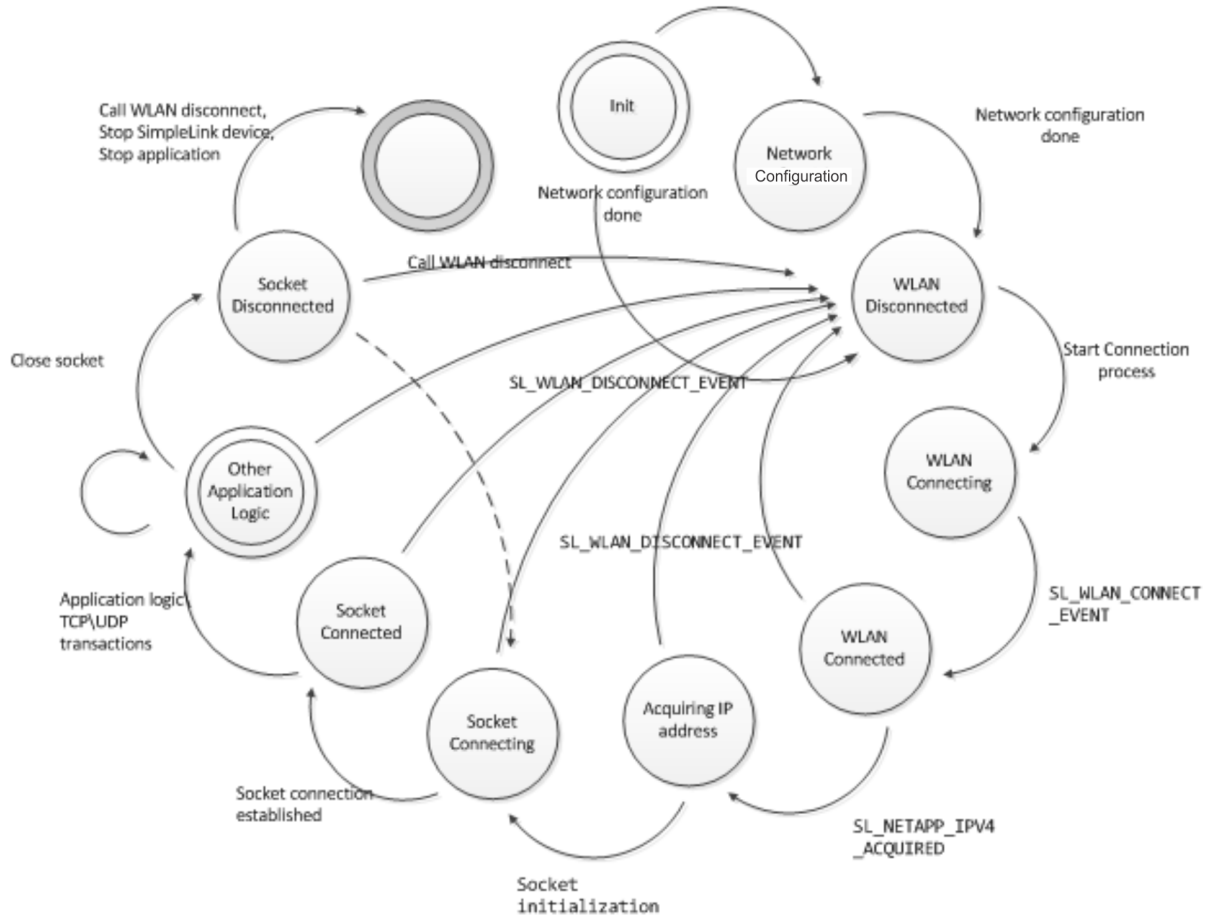 Call WLAN disconnect,
Stop SimpleLink device,
Stop application
Init
Network
Configuration
Network configuration
done
Network configuration
done
Socket
Disconnected
Call WLAN disconnect
WLAN
Disconnected
Close socket
Start Connection
process
SL_WLAN_DISCONNECT_EVENT
Other
Application
Logic
WLAN
Connecting
SL_WLAN_DISCONNECT_EVENT
Application logic\
TCP\UDP
transactions
Socket
Connected
WLAN
Connected
SL_WLAN_CONNECT
_EVENT
Socket
Connecting
Acquiring IP
address
Socket connection
established
SL_NETAPP_IPV4
_ACQUIRED
Socket
initialization